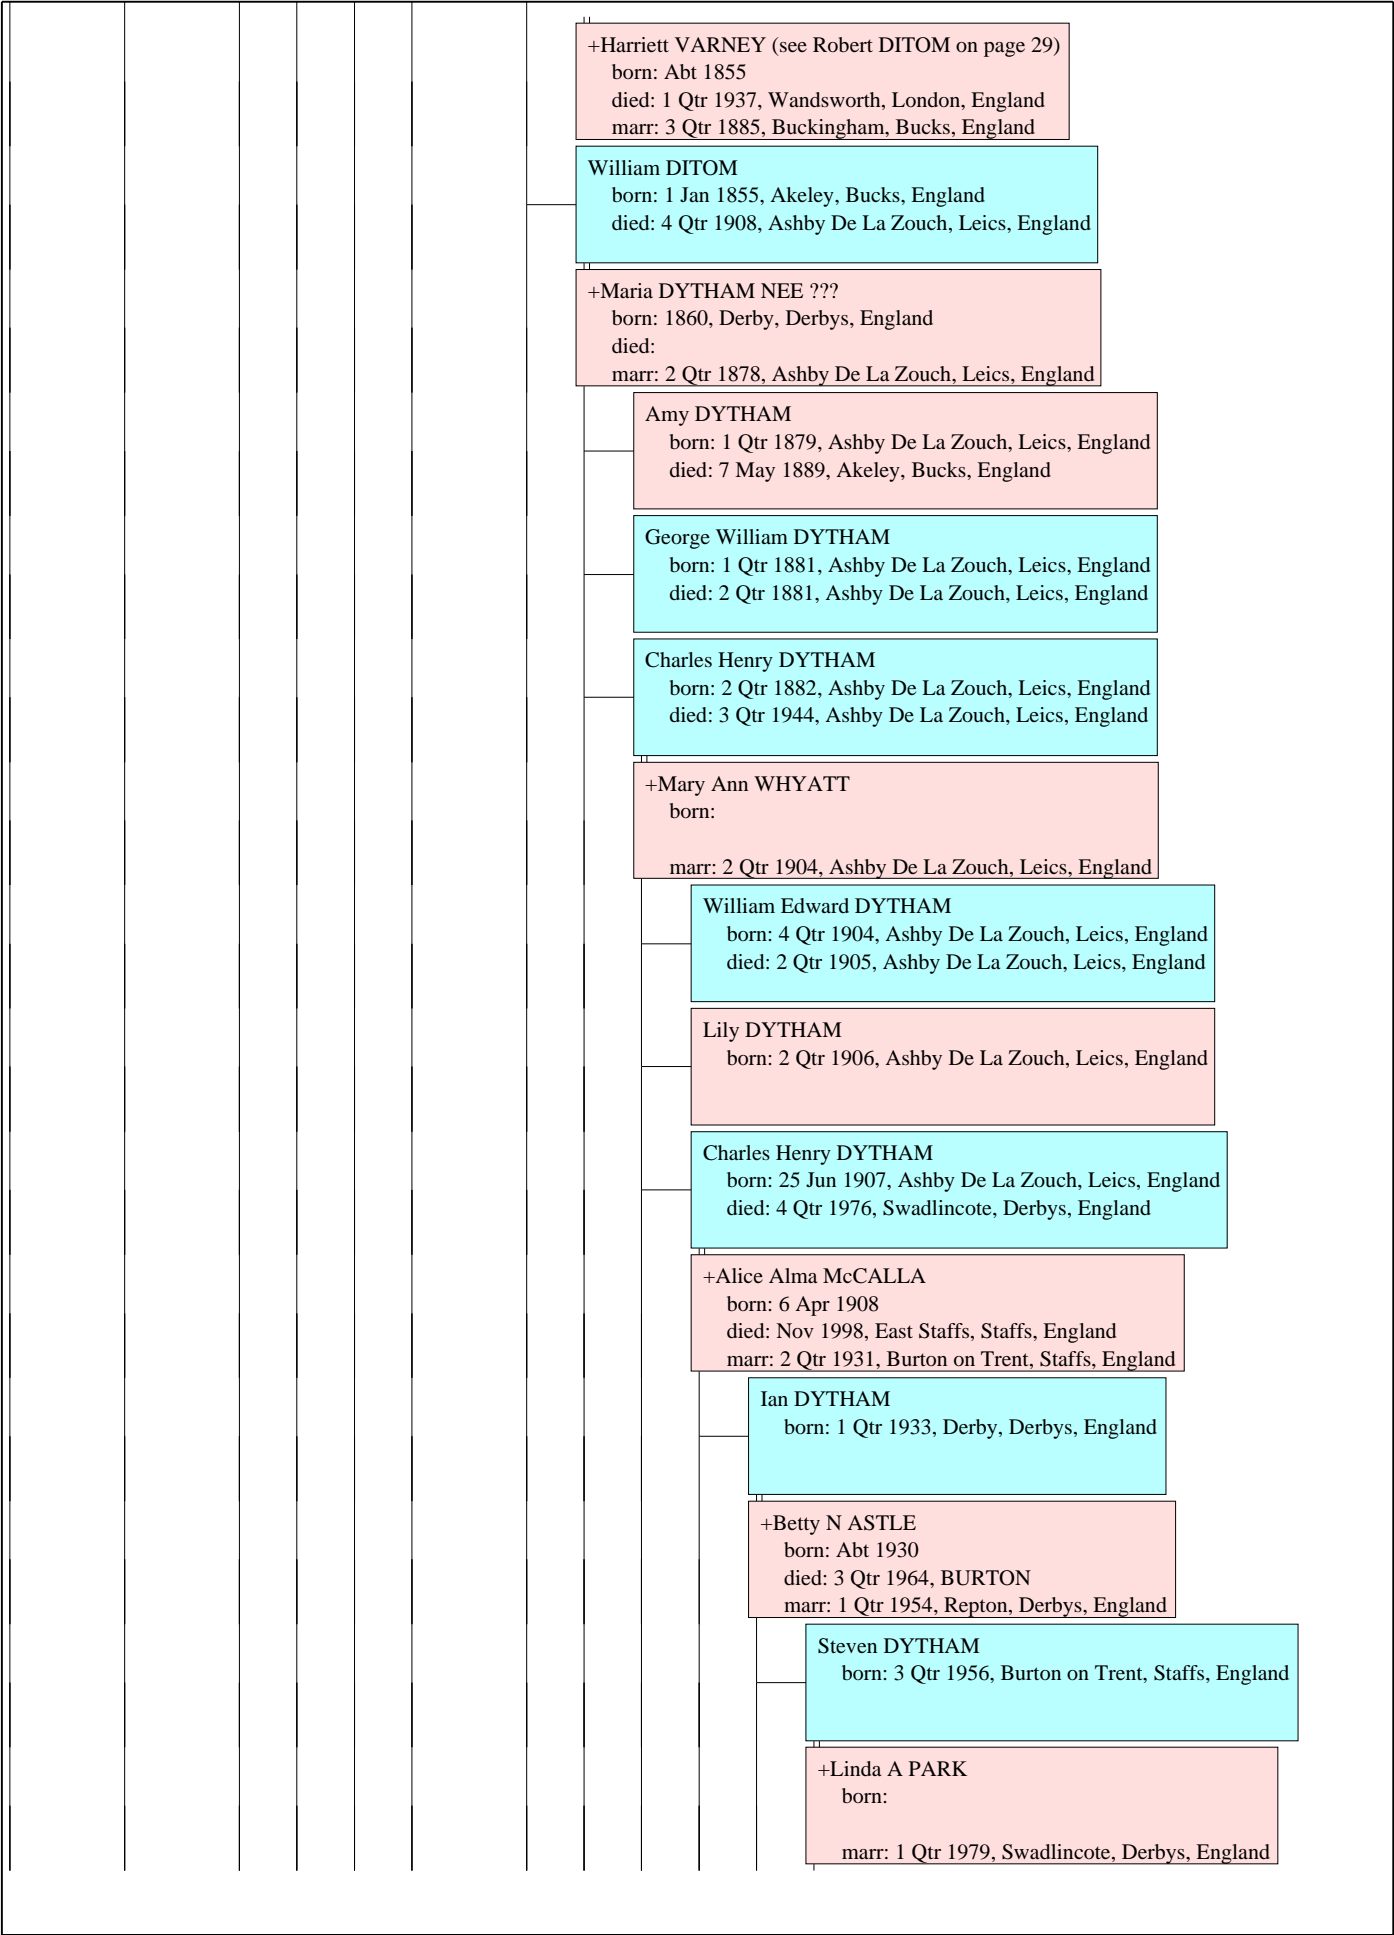 +Harriett VARNEY (see Robert DITOM on page 29)
born: Abt 1855
died: 1 Qtr 1937, Wandsworth, London, England
marr: 3 Qtr 1885, Buckingham, Bucks, England
William DITOM
born: 1 Jan 1855, Akeley, Bucks, England
died: 4 Qtr 1908, Ashby De La Zouch, Leics, England
+Maria DYTHAM NEE ???
born: 1860, Derby, Derbys, England
died:
marr: 2 Qtr 1878, Ashby De La Zouch, Leics, England
Amy DYTHAM
born: 1 Qtr 1879, Ashby De La Zouch, Leics, England
died: 7 May 1889, Akeley, Bucks, England
George William DYTHAM
born: 1 Qtr 1881, Ashby De La Zouch, Leics, England
died: 2 Qtr 1881, Ashby De La Zouch, Leics, England
Charles Henry DYTHAM
born: 2 Qtr 1882, Ashby De La Zouch, Leics, England
died: 3 Qtr 1944, Ashby De La Zouch, Leics, England
+Mary Ann WHYATT
born:
marr: 2 Qtr 1904, Ashby De La Zouch, Leics, England
William Edward DYTHAM
born: 4 Qtr 1904, Ashby De La Zouch, Leics, England
died: 2 Qtr 1905, Ashby De La Zouch, Leics, England
Lily DYTHAM
born: 2 Qtr 1906, Ashby De La Zouch, Leics, England
Charles Henry DYTHAM
born: 25 Jun 1907, Ashby De La Zouch, Leics, England
died: 4 Qtr 1976, Swadlincote, Derbys, England
+Alice Alma McCALLA
born: 6 Apr 1908
died: Nov 1998, East Staffs, Staffs, England
marr: 2 Qtr 1931, Burton on Trent, Staffs, England
Ian DYTHAM
born: 1 Qtr 1933, Derby, Derbys, England
+Betty N ASTLE
born: Abt 1930
died: 3 Qtr 1964, BURTON
marr: 1 Qtr 1954, Repton, Derbys, England
Steven DYTHAM
born: 3 Qtr 1956, Burton on Trent, Staffs, England
+Linda A PARK
born:
marr: 1 Qtr 1979, Swadlincote, Derbys, England